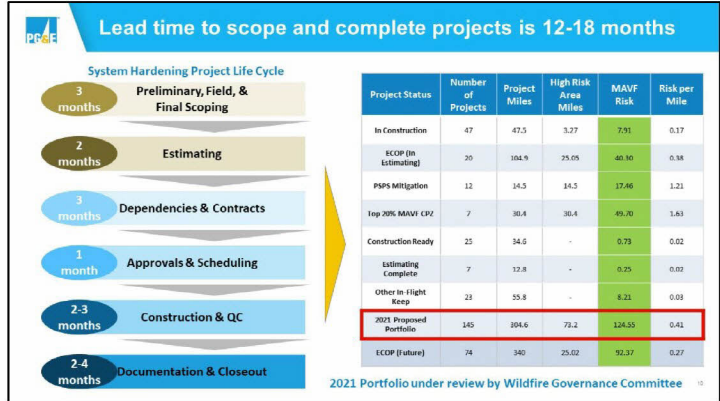 PG&E
Lead time to scope and complete projects is 12-18 months
System Hardening Project Life Cycle
3
months
Preliminary, Field, &
Final Scoping
2
months
Estimating
3
months
Dependencies & Contracts
1
month
Approvals & Scheduling
2-3
months
Construction & QC
2-4
months
Documentation & Closeout
Project Status Number of Projects Project Miles High Risk Area Miles MAVF Risk Risk per Mile
In Construction 47 47.5 3.27 7.91 0.17
ECOP (In Estimating) 20 104.9 25.05 40.30 0.38
PSPS Mitigation 12 14.5 14.5 17.46 1.21
Top 20% MAVF CPZ 7 30.4 30.4 49.70 1.63
Construction Ready 25 34.6 - 0.73 0.02
Estimating Complete 7 12.8 - 0.25 0.02
Other In-Flight Keep 23 55.8 - 8.21 0.03
2021 Proposed Portfolio 145 304.6 73.2 124.55 0.41
ECOP (Future) 74 340 25.02 92.37 0.27
2021 Portfolio under review by Wildfire Governance Committee